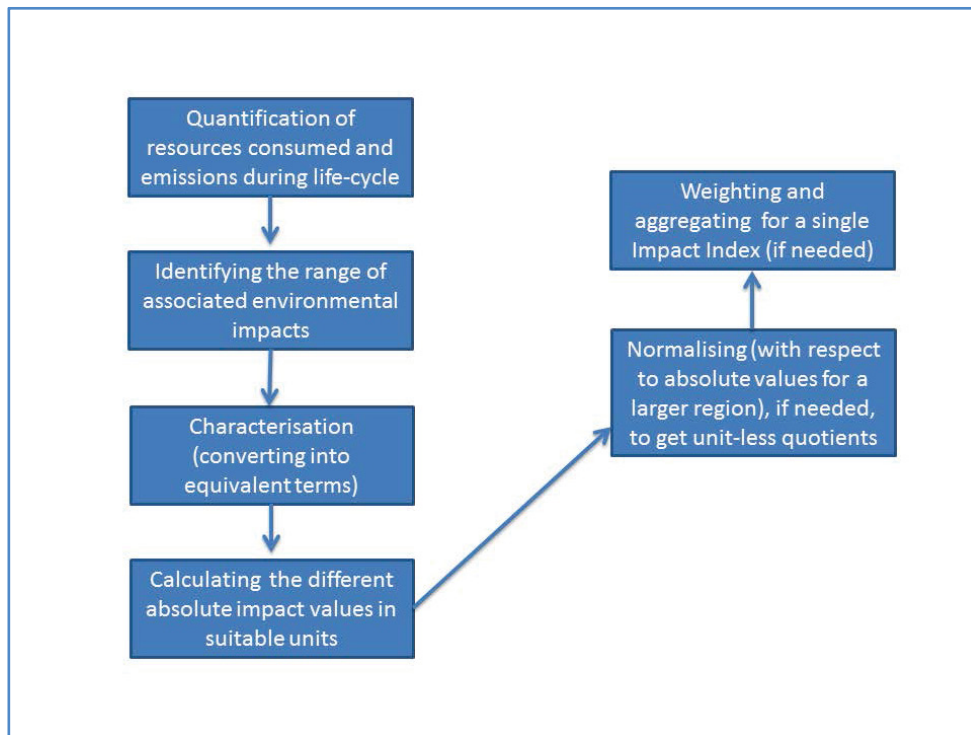 Quantification of
resources consumed and
emissions during life-cycle
Identifying the range of
associated environmental
impacts
Characterisation
(converting into
equivalent terms)
Calculating the different
absolute impact values in
suitable units
Normalising (with respect
to absolute values for a
larger region), if needed,
to get unit-less quotients
Weighting and
aggregating for a single
Impact Index (if needed)